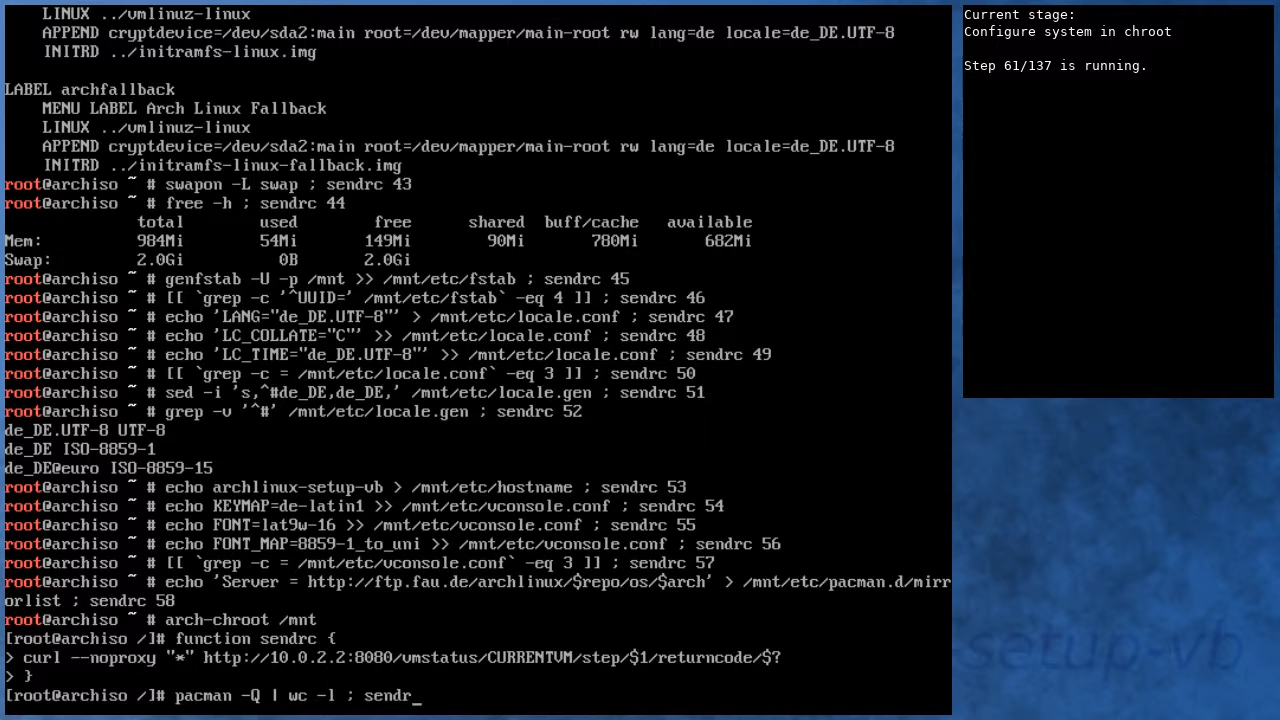 LINUX ../vmlinuz-linux
    APPEND cryptdevice=/dev/sda2:main root=/dev/mapper/main-root rw lang=de locale=de_DE.UTF-8
    INITRD ../initramfs-linux.img
LABEL archfallback
    MENU LABEL Arch Linux Fallback
    LINUX ../vmlinuz-linux
    APPEND cryptdevice=/dev/sda2:main root=/dev/mapper/main-root rw lang=de locale=de_DE.UTF-8
    INITRD ../initramfs-linux-fallback.img
root@archiso ~ # swapon -L swap ; sendrc 43
root@archiso ~ # free -h ; sendrc 44
              total        used        free      shared  buff/cache   available
Mem:          984Mi        54Mi       149Mi        90Mi       780Mi       682Mi
Swap:         2.0Gi          0B       2.0Gi
root@archiso ~ # genfstab -U -p /mnt >> /mnt/etc/fstab ; sendrc 45
root@archiso ~ # [[ `grep -c '^UUID=' /mnt/etc/fstab` -eq 4 ]] ; sendrc 46
root@archiso ~ # echo 'LANG="de_DE.UTF-8"' > /mnt/etc/locale.conf ; sendrc 47
root@archiso ~ # echo 'LC_COLLATE="C"' >> /mnt/etc/locale.conf ; sendrc 48
root@archiso ~ # echo 'LC_TIME="de_DE.UTF-8"' >> /mnt/etc/locale.conf ; sendrc 49
root@archiso ~ # [[ `grep -c = /mnt/etc/locale.conf` -eq 3 ]] ; sendrc 50
root@archiso ~ # sed -i 's,^#de_DE,de_DE,' /mnt/etc/locale.gen ; sendrc 51
root@archiso ~ # grep -v '^#' /mnt/etc/locale.gen ; sendrc 52
de_DE.UTF-8 UTF-8
de_DE ISO-8859-1
de_DE@euro ISO-8859-15
root@archiso ~ # echo archlinux-setup-vb > /mnt/etc/hostname ; sendrc 53
root@archiso ~ # echo KEYMAP=de-latin1 >> /mnt/etc/vconsole.conf ; sendrc 54
root@archiso ~ # echo FONT=lat9w-16 >> /mnt/etc/vconsole.conf ; sendrc 55
root@archiso ~ # echo FONT_MAP=8859-1_to_uni >> /mnt/etc/vconsole.conf ; sendrc 56
root@archiso ~ # [[ `grep -c = /mnt/etc/vconsole.conf` -eq 3 ]] ; sendrc 57
root@archiso ~ # echo 'Server = http://ftp.fau.de/archlinux/$repo/os/$arch' > /mnt/etc/pacman.d/mirr
orlist ; sendrc 58
root@archiso ~ # arch-chroot /mnt
[root@archiso /]# function sendrc {
> curl --noproxy "*" http://10.0.2.2:8080/vmstatus/CURRENTVM/step/$1/returncode/$?
> }
[root@archiso /]# pacman -Q | wc -l ; sendr_
Current stage:
Configure system in chroot
Step 61/137 is running.
setup-vb